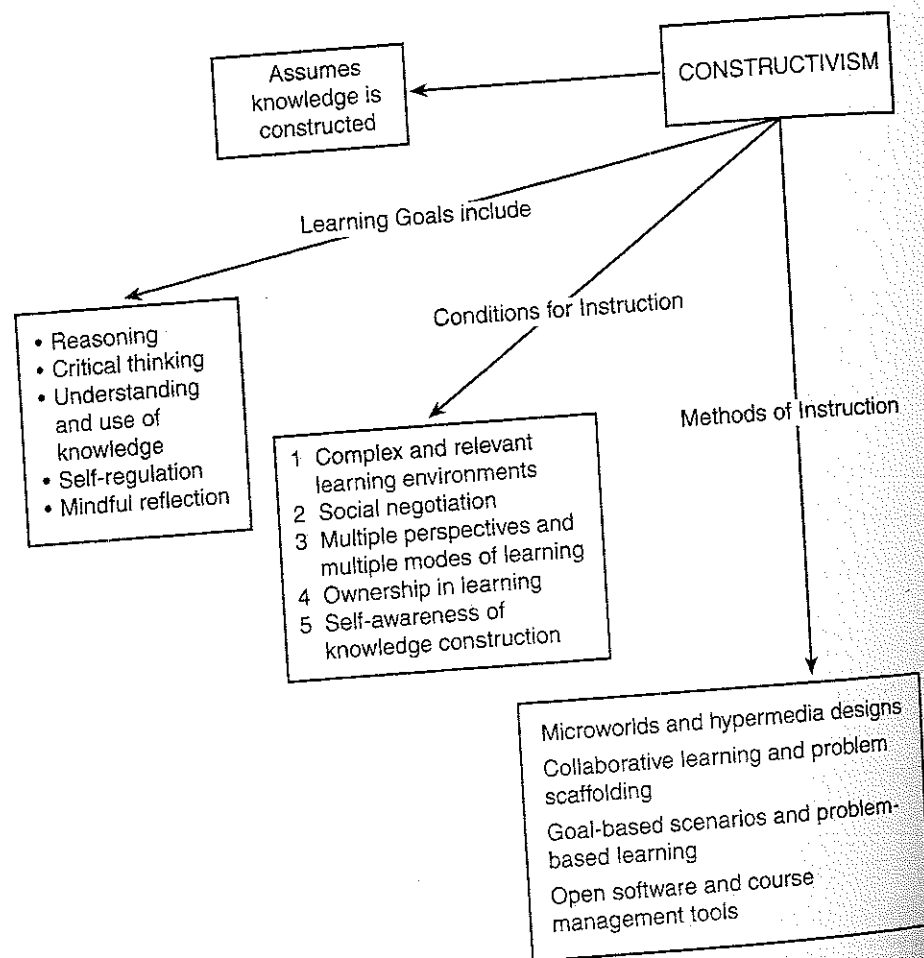 Assumes
knowledge is
constructed
CONSTRUCTIVISM
Learning Goals include
Conditions for Instruction
Methods of Instruction
• Reasoning
• Critical thinking
• Understanding
and use of
knowledge
• Self-regulation
• Mindful reflection
1 Complex and relevant
learning environments
2 Social negotiation
3 Multiple perspectives and
multiple modes of learning
4 Ownership in learning
5 Self-awareness of
knowledge construction
Microworlds and hypermedia designs
Collaborative learning and problem
scaffolding
Goal-based scenarios and problem-
based learning
Open software and course
management tools